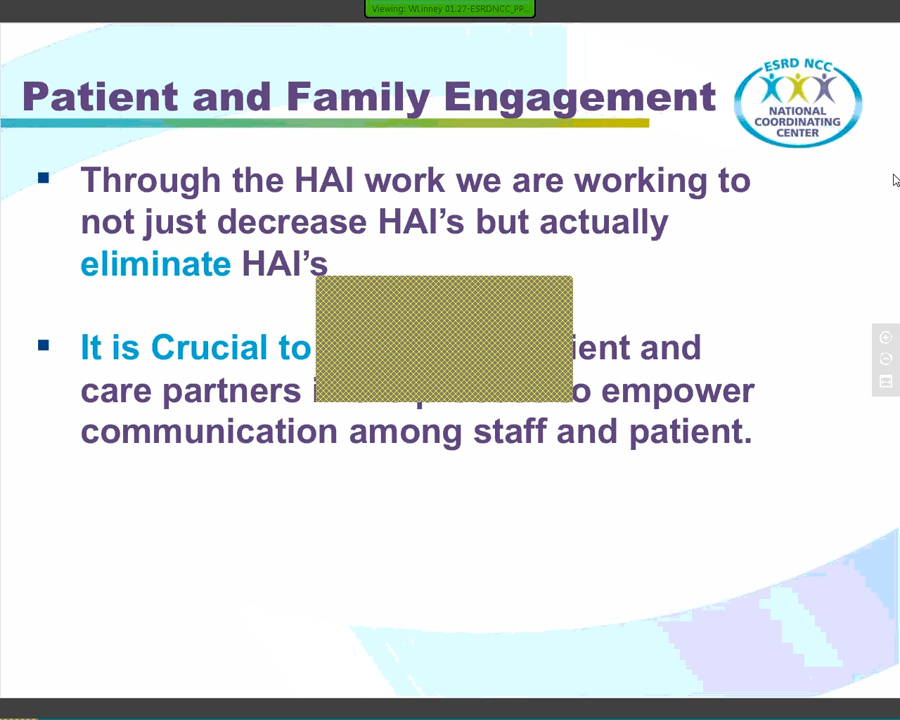 Viewing: WLinney 01.27-ESRDNCC_PP...
Patient and Family Engagement
ESRD NCC
NATIONAL
COORDINATING
CENTER
Through the HAI work we are working to
not just decrease HAI’s but actually
eliminate HAI’s
It is Crucial to and
care partners empower
communication among staff and patient.